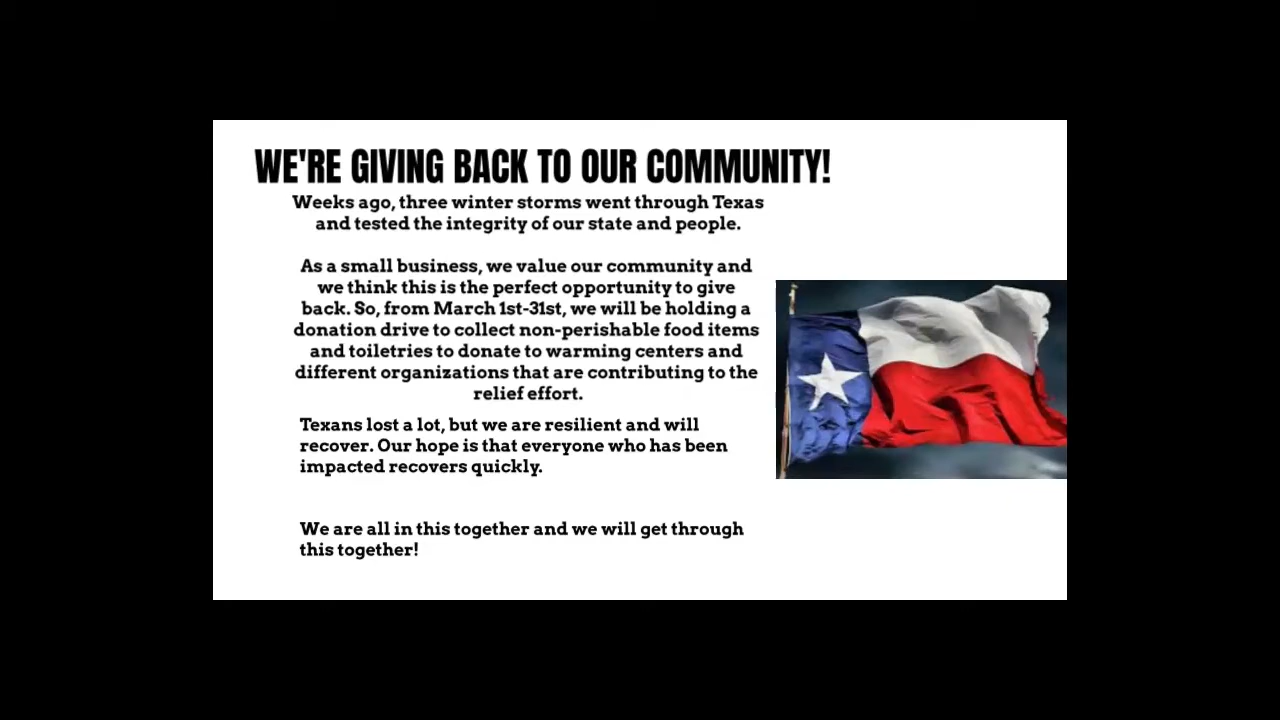 WE'RE GIVING BACK TO OUR COMMUNITY!
Weeks ago, three winter storms went through Texas
and tested the integrity of our state and people.
As a small business, we value our community and
we think this is the perfect opportunity to give
back. So, from March 1st-31st, we will be holding a
donation drive to collect non-perishable food items
and toiletries to donate to warming centers and
different organizations that are contributing to the
relief effort.
Texans lost a lot, but we are resilient and will
recover. Our hope is that everyone who has been
impacted recovers quickly.
We are all in this together and we will get through
this together!